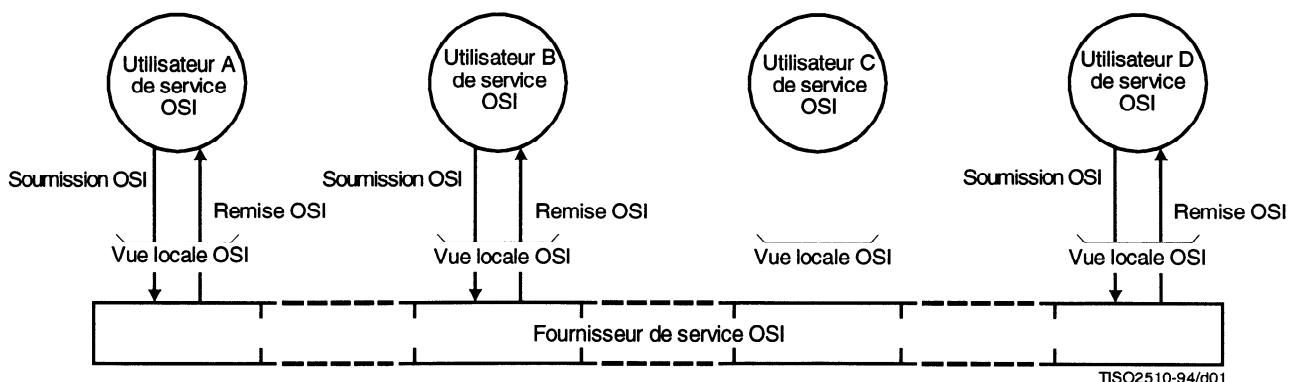 Utilisateur A
de service
OSI
Utilisateur B
de service
OSI
Utilisateur C
de service
OSI
Utilisateur D
de service
OSI
Soumission OSI
Remise OSI
Vue locale OSI
Soumission OSI
Remise OSI
Vue locale OSI
Vue locale OSI
Soumission OSI
Remise OSI
Vue locale OSI
Fournisseur de service OSI
TISO2510-94/d01